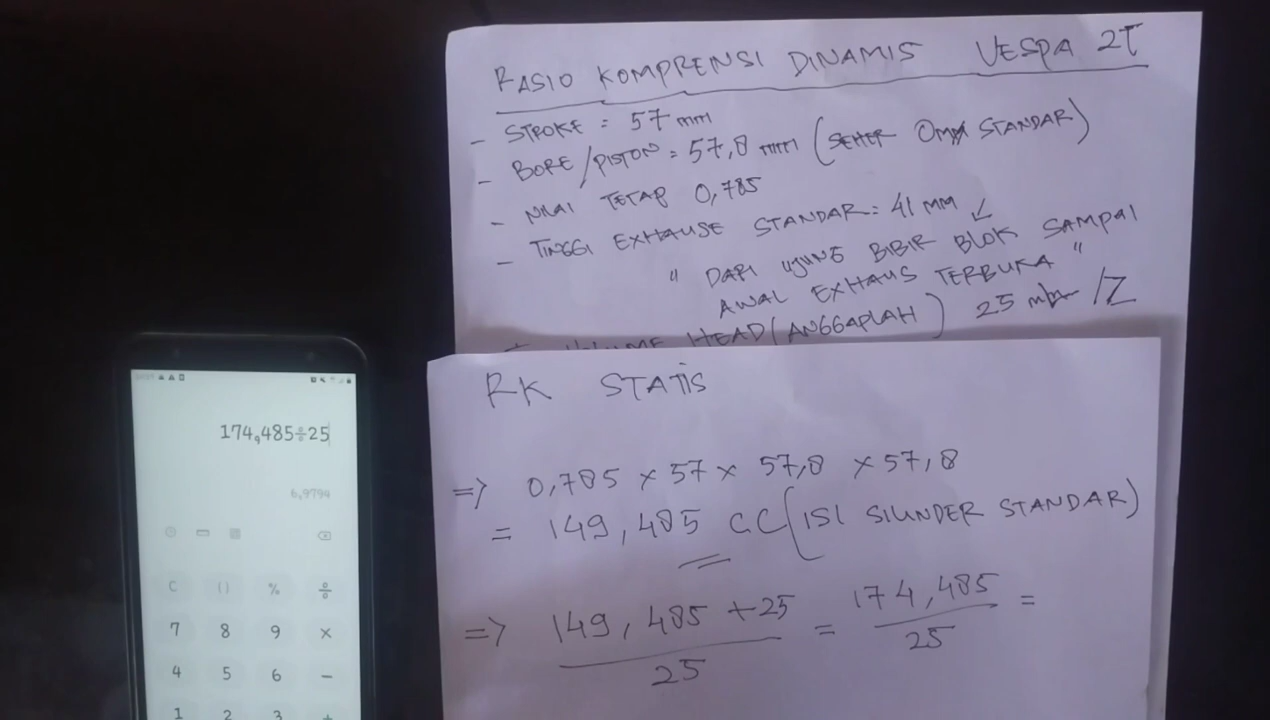 RASIO KOMPRENSI DINAMIS VESPA 2T
- STROKE = 57 mm
- BORE/PISTON = 57,8 mm (SEHER OM STANDAR)
- NILAI TETAP 0,785
- TINGGI EXHAUSE STANDAR = 41 MM
" DARI UJUNG BIBIR BLOK SAMPAI
AWAL EXHAUS TERBUKA "
HEAD (ANGGAPLAH) 25
RK STATIS
=> 0,785 x 57 x 57,8 x 57,8
= 149,485 CC (ISI SILINDER STANDAR)
=> 149,485 + 25 / 25 = 174,485 / 25 =
174,485÷25
6,9794
C () % ÷
7 8 9 ×
4 5 6 −
1 2 3 +